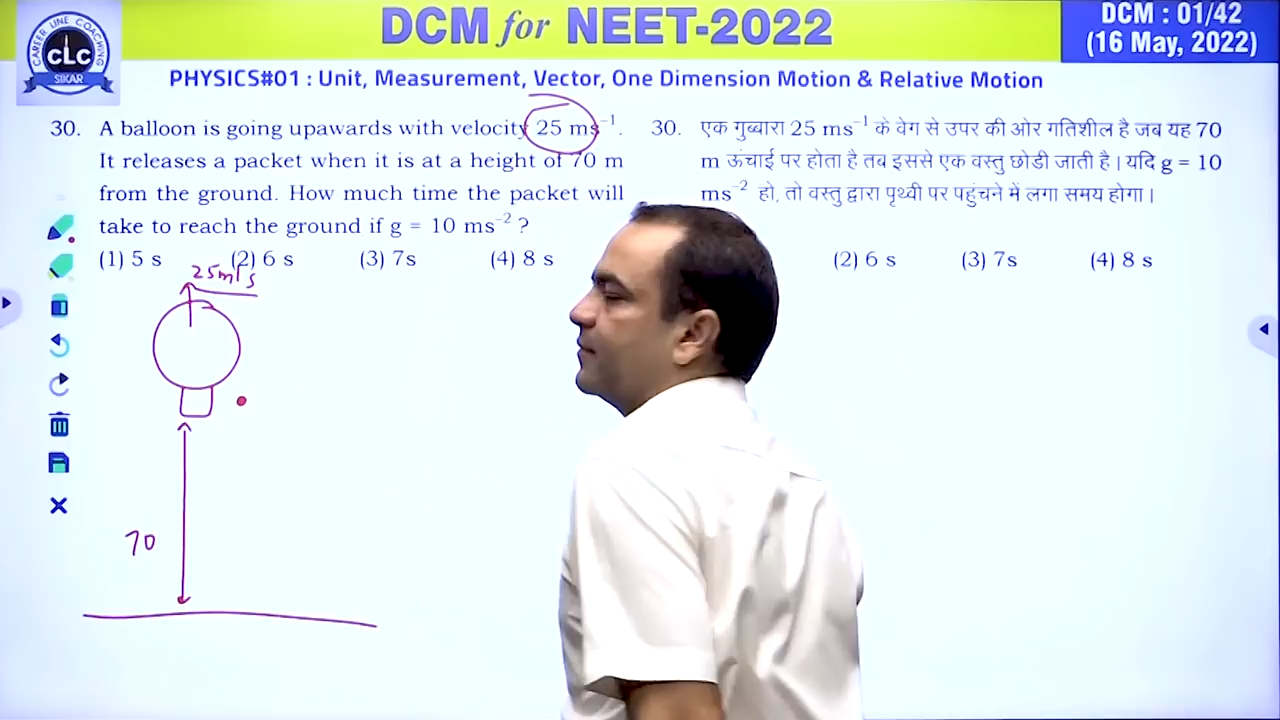 DCM for NEET-2022
DCM : 01/42
(16 May, 2022)
CAREER LINE COACHING
CLC
SIKAR
PHYSICS#01 : Unit, Measurement, Vector, One Dimension Motion & Relative Motion
30. A balloon is going upawards with velocity 25 ms⁻¹.
It releases a packet when it is at a height of 70 m
from the ground. How much time the packet will
take to reach the ground if g = 10 ms⁻² ?
(1) 5 s (2) 6 s (3) 7s (4) 8 s
30. एक गुब्बारा 25 ms⁻¹ के वेग से उपर की ओर गतिशील है जब यह 70
m ऊंचाई पर होता है तब इससे एक वस्तु छोडी जाती है। यदि g = 10
ms⁻² हो, तो वस्तु द्वारा पृथ्वी पर पहुंचने में लगा समय होगा।
(2) 6 s (3) 7s (4) 8 s
25m/s
70